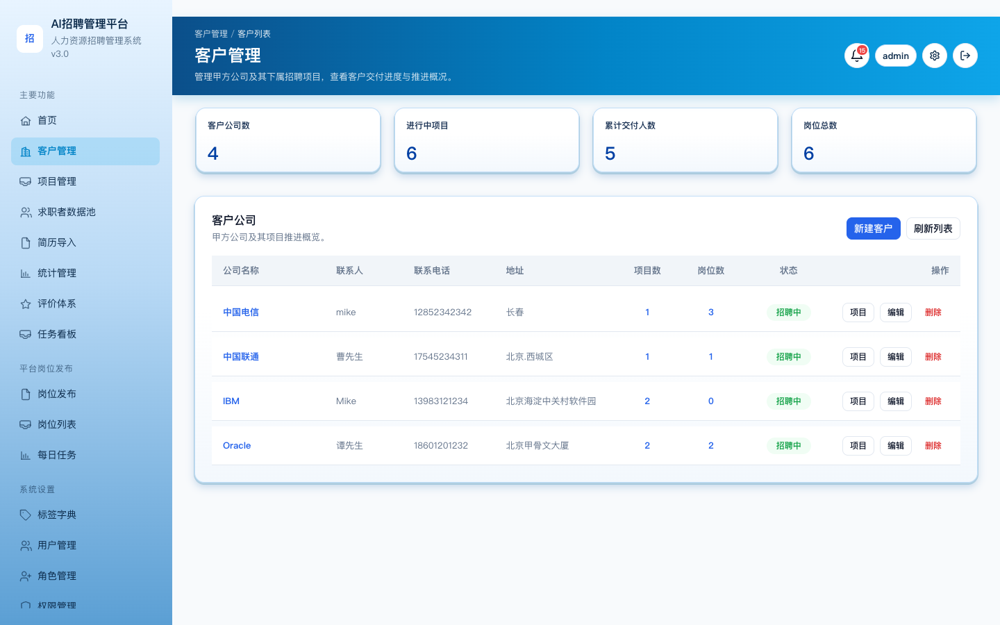 招
AI招聘管理平台
人力资源招聘管理系统
v3.0
主要功能
首页
客户管理
项目管理
求职者数据池
简历导入
统计管理
评价体系
任务看板
平台岗位发布
岗位发布
岗位列表
每日任务
系统设置
标签字典
用户管理
角色管理
权限管理
客户管理 / 客户列表
客户管理
管理甲方公司及其下属招聘项目，查看客户交付进度与推进概况。
15
admin
客户公司数
4
进行中项目
6
累计交付人数
5
岗位总数
6
客户公司
甲方公司及其项目推进概览。
新建客户 刷新列表
公司名称 联系人 联系电话 地址 项目数 岗位数 状态 操作
中国电信 mike 12852342342 长春 1 3 招聘中 项目 编辑 删除
中国联通 曹先生 17545234311 北京.西城区 1 1 招聘中 项目 编辑 删除
IBM Mike 13983121234 北京海淀中关村软件园 2 0 招聘中 项目 编辑 删除
Oracle 谭先生 18601201232 北京甲骨文大厦 2 2 招聘中 项目 编辑 删除